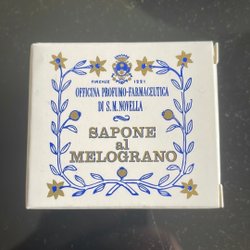 FIRENZE 1221
OFFICINA PROFUMO-FARMACEUTICA
DI S. M. NOVELLA
SAPONE
al
MELOGRANO